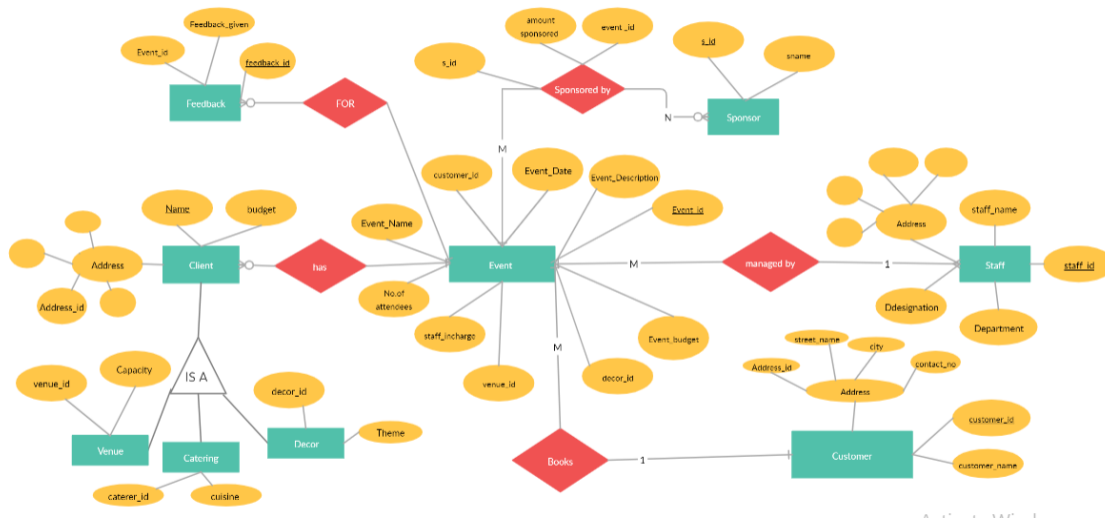 Feedback_given
Event_id
feedback_id
Feedback
FOR
amount
sponsored
event_id
s_id
Sponsored by
s_id
sname
Sponsor
N
M
customer_id
Event_Date
Event_Description
Event_id
Event_Name
Event
No.of
attendees
staff_incharge
venue_id
decor_id
Event_budget
Name
budget
Address
Client
Address_id
has
M
managed by
1
Address
staff_name
Staff
staff_id
Ddesignation
Department
IS A
venue_id
Capacity
Venue
decor_id
Theme
Decor
Catering
caterer_id
cuisine
M
Books
1
street_name
city
Address_id
contact_no
Address
Customer
customer_id
customer_name